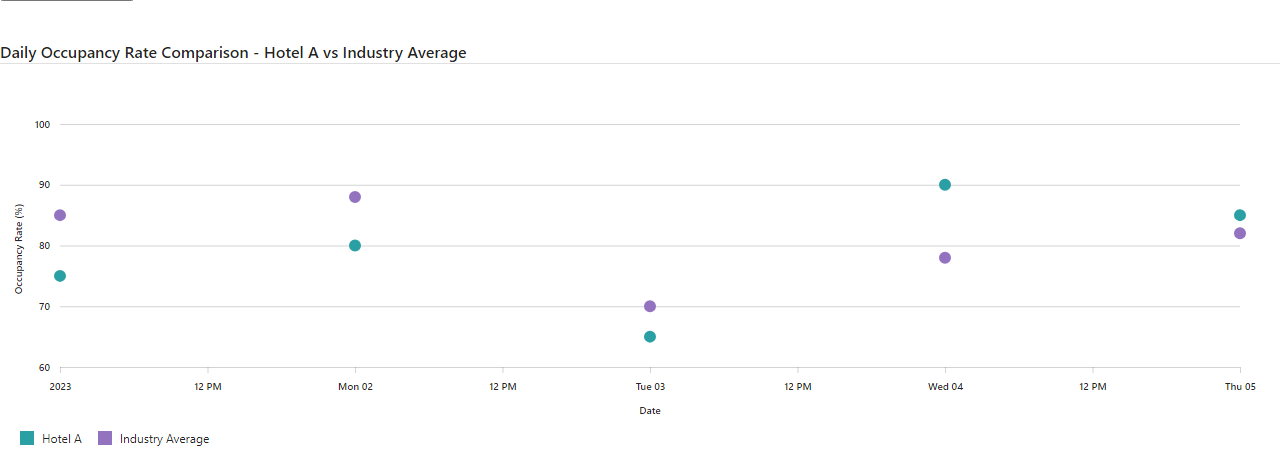 Daily Occupancy Rate Comparison - Hotel A vs Industry Average
100
90
80
70
60
Occupancy Rate (%)
2023 12 PM Mon 02 12 PM Tue 03 12 PM Wed 04 12 PM Thu 05
Date
Hotel A Industry Average